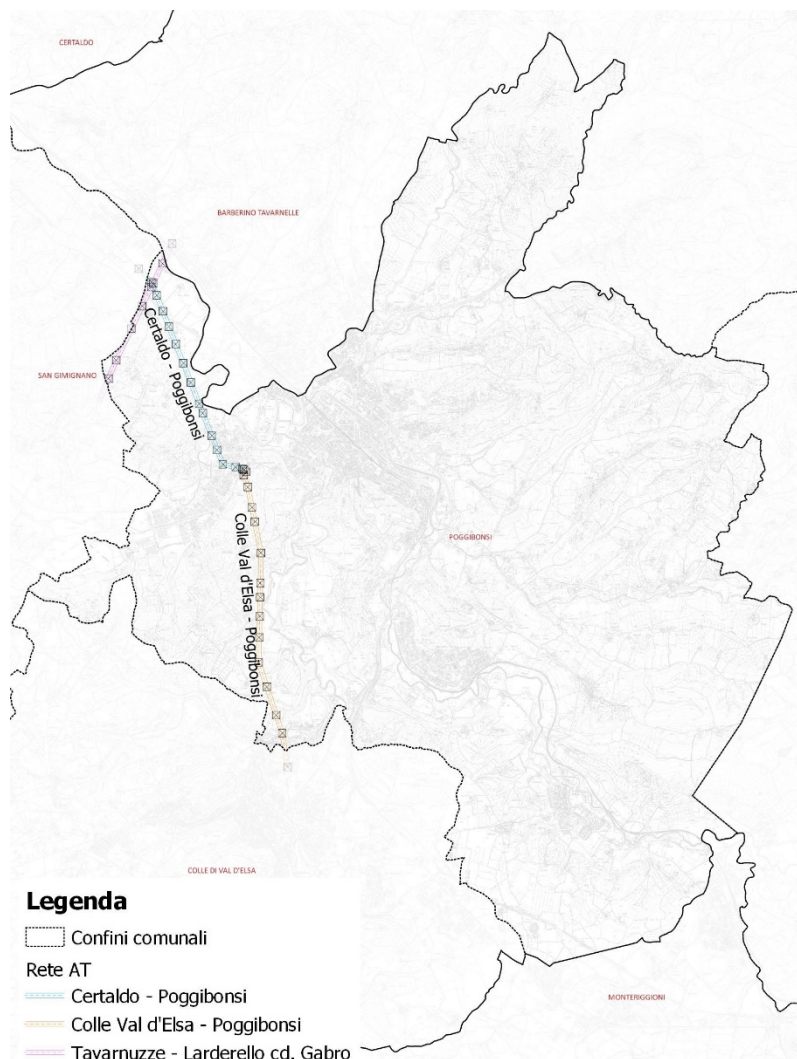 CERTALDO
BARBERINO TAVARNELLE
SAN GIMIGNANO
Certaldo - Poggibonsi
POGGIBONSI
Colle Val d'Elsa - Poggibonsi
COLLE DI VAL D'ELSA
MONTERIGGIONI
Legenda
Confini comunali
Rete AT
Certaldo - Poggibonsi
Colle Val d'Elsa - Poggibonsi
Tavarnuzze - Larderello cd. Gabro